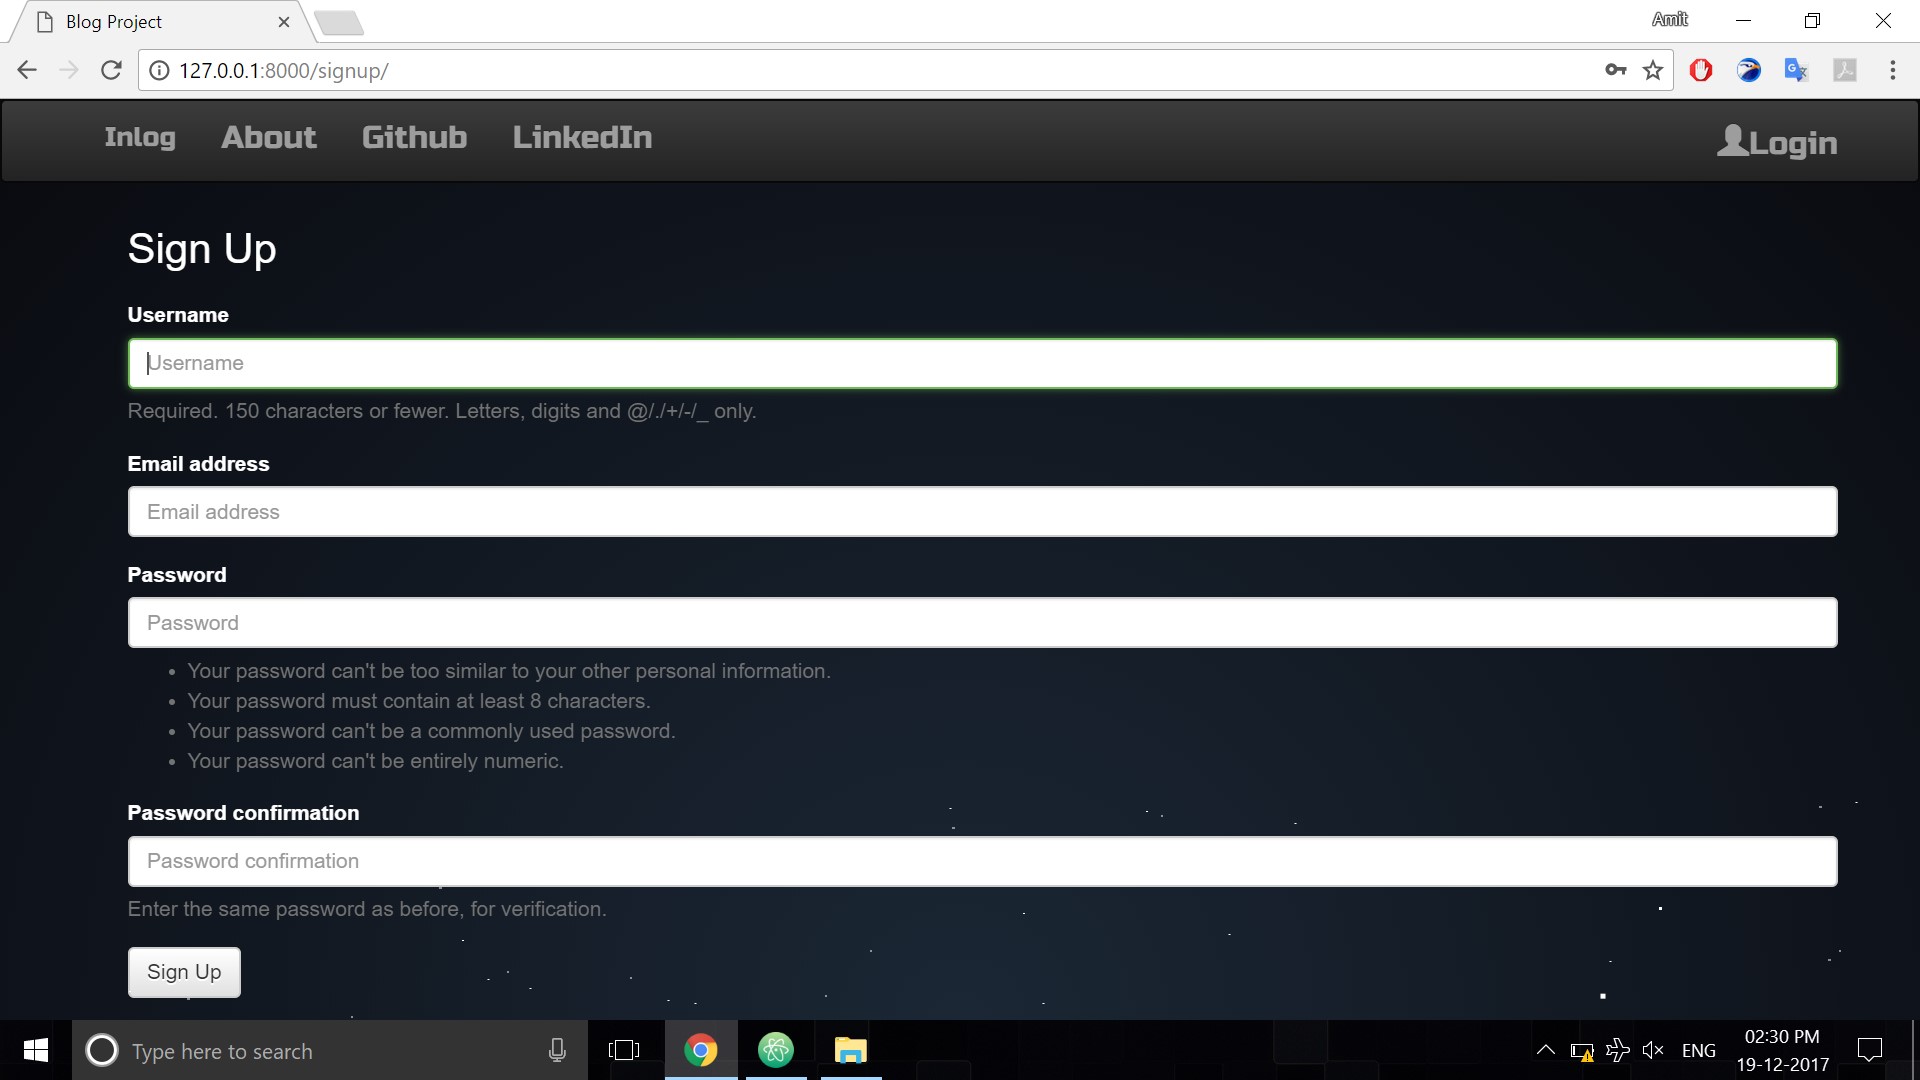 Blog Project
Amit
127.0.0.1:8000/signup/
Inlog About Github LinkedIn Login
Sign Up
Username
Username
Required. 150 characters or fewer. Letters, digits and @/./+/-/_ only.
Email address
Email address
Password
Password
• Your password can't be too similar to your other personal information.
• Your password must contain at least 8 characters.
• Your password can't be a commonly used password.
• Your password can't be entirely numeric.
Password confirmation
Password confirmation
Enter the same password as before, for verification.
Sign Up
Type here to search
ENG
02:30 PM
19-12-2017